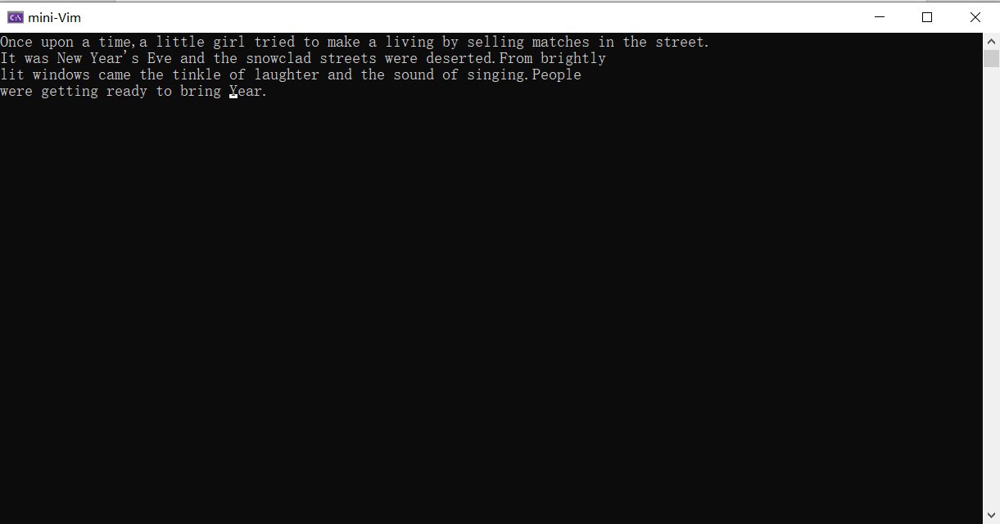 mini-Vim
Once upon a time,a little girl tried to make a living by selling matches in the street.
It was New Year's Eve and the snowclad streets were deserted.From brightly
lit windows came the tinkle of laughter and the sound of singing.People
were getting ready to bring Year.